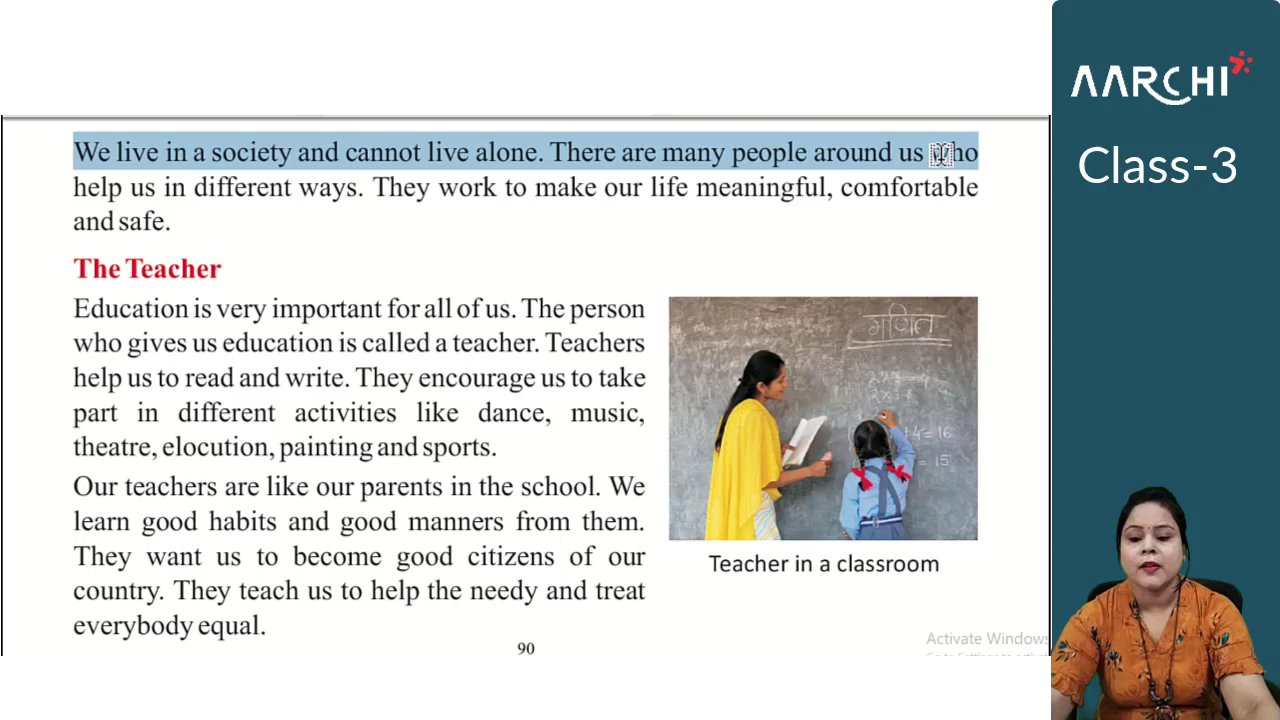 AARCHI
Class-3
We live in a society and cannot live alone. There are many people around us who
help us in different ways. They work to make our life meaningful, comfortable
and safe.
The Teacher
Education is very important for all of us. The person
who gives us education is called a teacher. Teachers
help us to read and write. They encourage us to take
part in different activities like dance, music,
theatre, elocution, painting and sports.
Our teachers are like our parents in the school. We
learn good habits and good manners from them.
They want us to become good citizens of our
country. They teach us to help the needy and treat
everybody equal.
गणित
4 = 16
= 15
Teacher in a classroom
90
Activate Windows